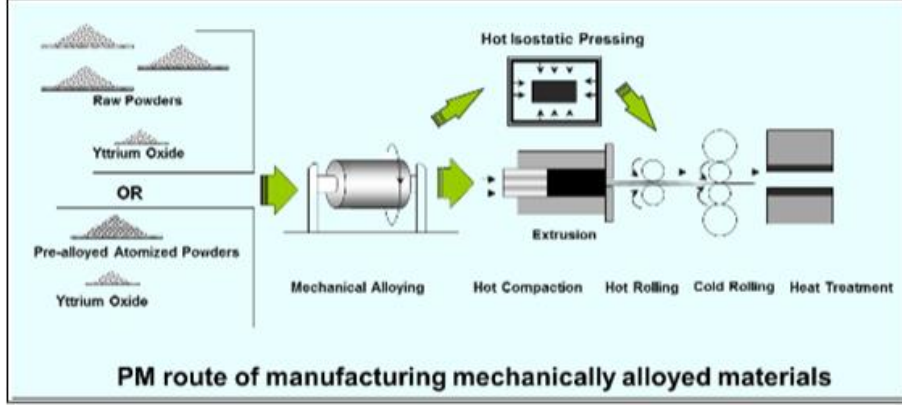 Hot Isostatic Pressing
Raw Powders
Yttrium Oxide
OR
Pre-alloyed Atomized Powders
Yttrium Oxide
Extrusion
Mechanical Alloying
Hot Compaction
Hot Rolling
Cold Rolling
Heat Treatment
PM route of manufacturing mechanically alloyed materials